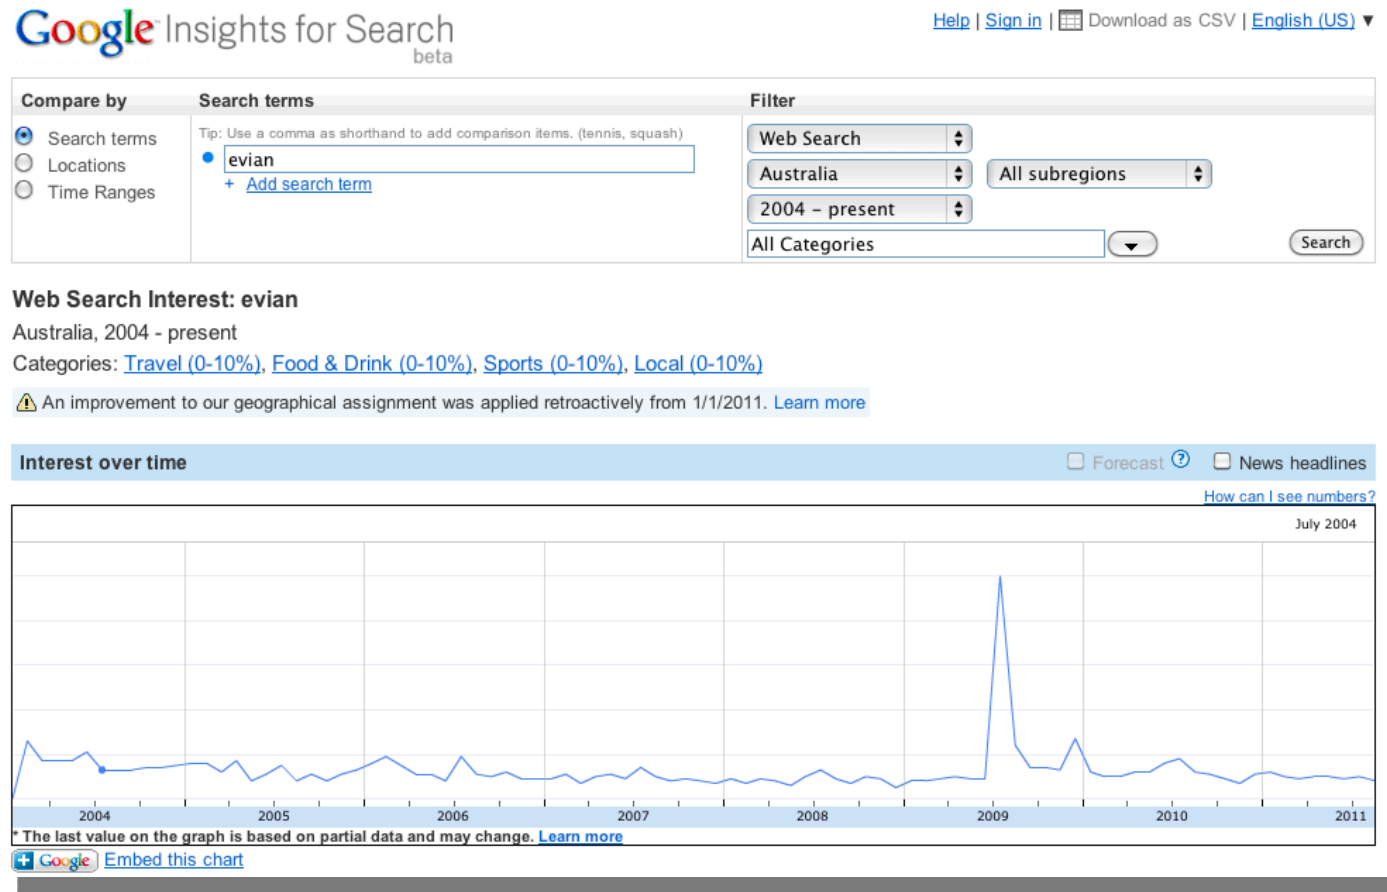 Google Insights for Search
beta
Help | Sign in | Download as CSV | English (US) ▼
Compare by
Search terms
Filter
Search terms
Locations
Time Ranges
Tip: Use a comma as shorthand to add comparison items. (tennis, squash)
evian
+ Add search term
Web Search
Australia
All subregions
2004 – present
All Categories
Search
Web Search Interest: evian
Australia, 2004 - present
Categories: Travel (0-10%), Food & Drink (0-10%), Sports (0-10%), Local (0-10%)
An improvement to our geographical assignment was applied retroactively from 1/1/2011. Learn more
Interest over time
Forecast ?
News headlines
How can I see numbers?
July 2004
2004 2005 2006 2007 2008 2009 2010 2011
* The last value on the graph is based on partial data and may change. Learn more
+ Google Embed this chart